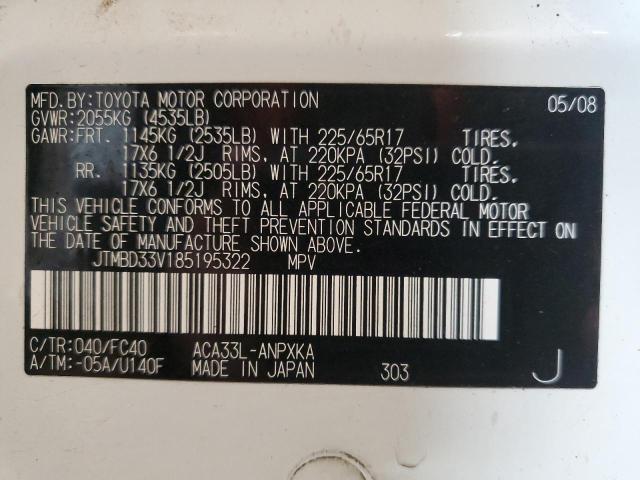 MFD. BY: TOYOTA MOTOR CORPORATION 05/08
GVWR: 2055KG (4535LB)
GAWR: FRT. 1145KG (2535LB) WITH 225/65R17 TIRES,
17X6 1/2J RIMS, AT 220KPA (32PSI) COLD.
RR. 1135KG (2505LB) WITH 225/65R17 TIRES,
17X6 1/2J RIMS, AT 220KPA (32PSI) COLD.
THIS VEHICLE CONFORMS TO ALL APPLICABLE FEDERAL MOTOR
VEHICLE SAFETY AND THEFT PREVENTION STANDARDS IN EFFECT ON
THE DATE OF MANUFACTURE SHOWN ABOVE.
JTMBD33V185195322 MPV
C/TR: 040/FC40 ACA33L-ANPXKA
A/TM: -05A/U140F MADE IN JAPAN 303 J